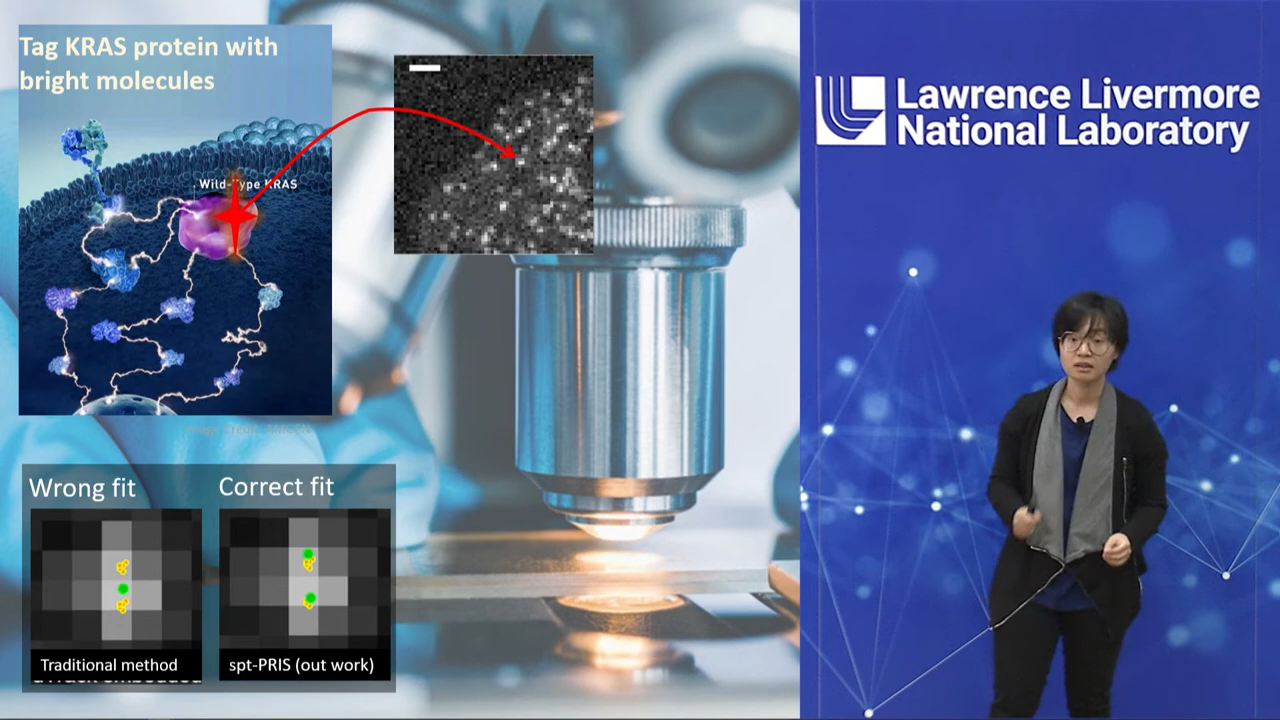 Tag KRAS protein with
bright molecules
Wild-Type KRAS
Wrong fit
Correct fit
Traditional method
spt-PRIS (out work)
Lawrence Livermore
National Laboratory